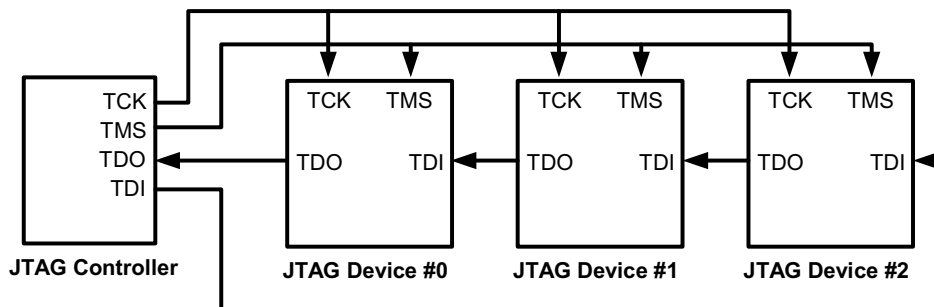 TCK
TMS
TDO
TDI
JTAG Controller
TCK TMS
TDO TDI
JTAG Device #0
TCK TMS
TDO TDI
JTAG Device #1
TCK TMS
TDO TDI
JTAG Device #2